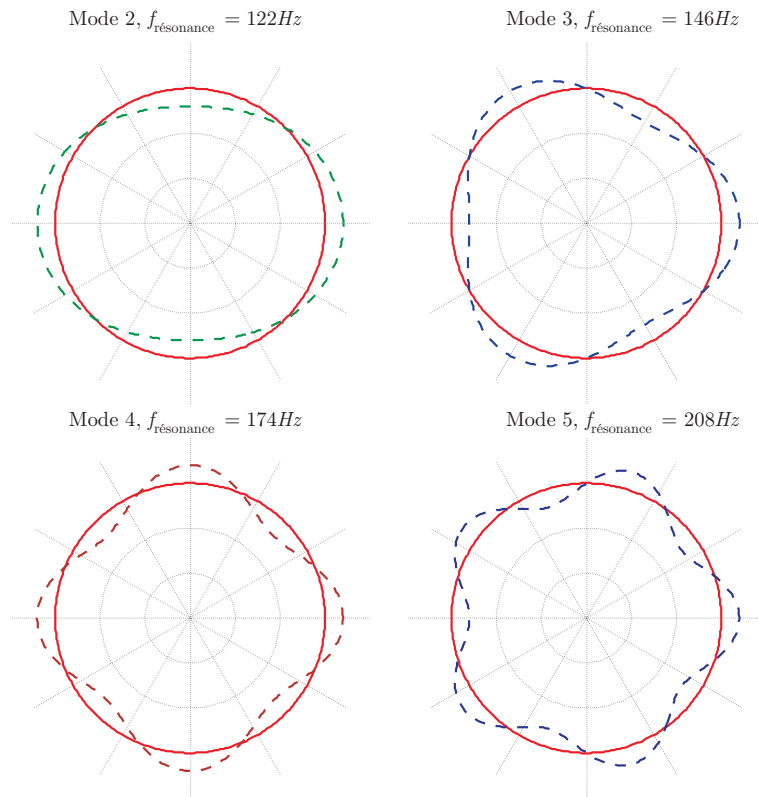 Mode 2, f_résonance = 122Hz
Mode 3, f_résonance = 146Hz
Mode 4, f_résonance = 174Hz
Mode 5, f_résonance = 208Hz